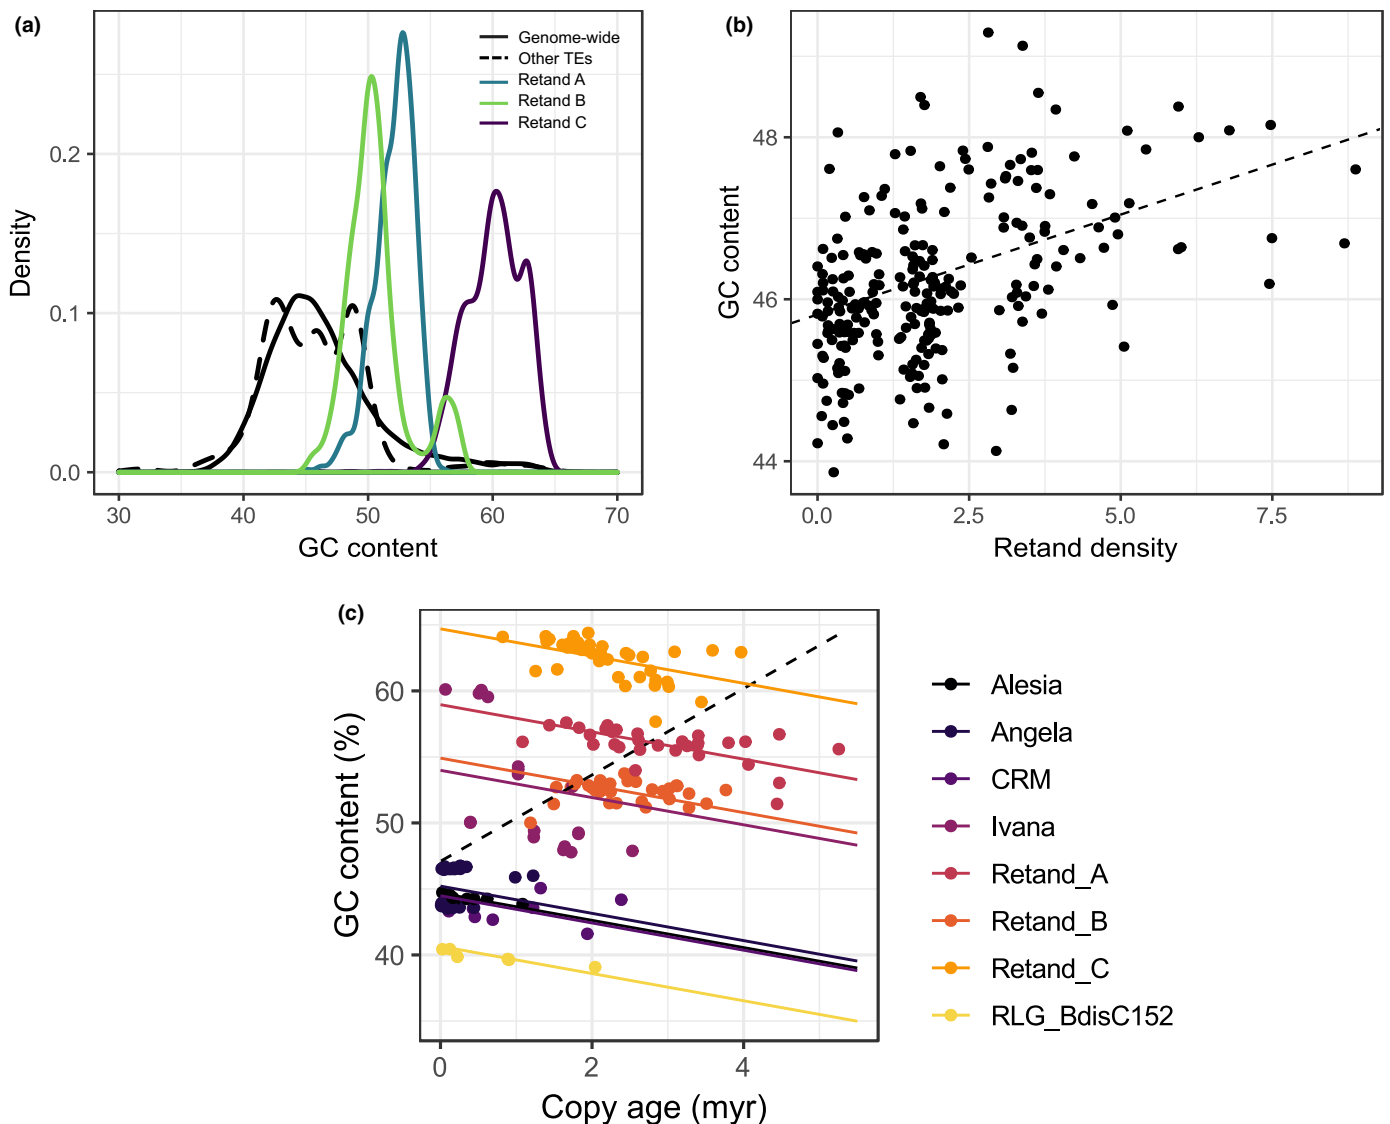 (a)
Genome-wide
Other TEs
Retand A
Retand B
Retand C
0.2
0.1
0.0
Density
30 40 50 60 70
GC content
(b)
48
46
44
GC content
0.0 2.5 5.0 7.5
Retand density
(c)
60
50
40
GC content (%)
0 2 4
Copy age (myr)
Alesia
Angela
CRM
Ivana
Retand_A
Retand_B
Retand_C
RLG_BdisC152